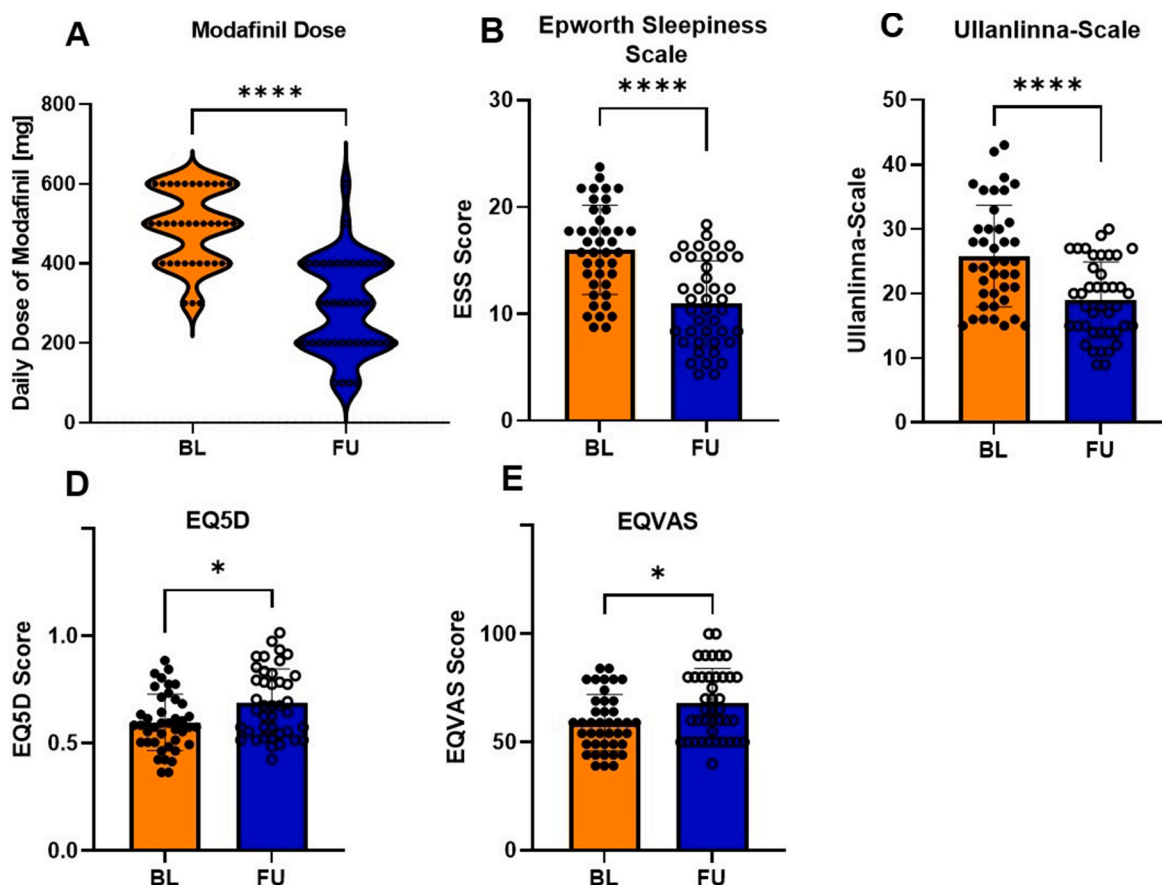 A
Modafinil Dose
****
Daily Dose of Modafinil [mg]
800
600
400
200
0
BL
FU
B
Epworth Sleepiness
Scale
****
ESS Score
30
20
10
0
BL
FU
C
Ullanlinna-Scale
****
Ullanlinna-Scale
50
40
30
20
10
0
BL
FU
D
EQ5D
*
EQ5D Score
1.0
0.5
0.0
BL
FU
E
EQVAS
*
EQVAS Score
100
50
0
BL
FU